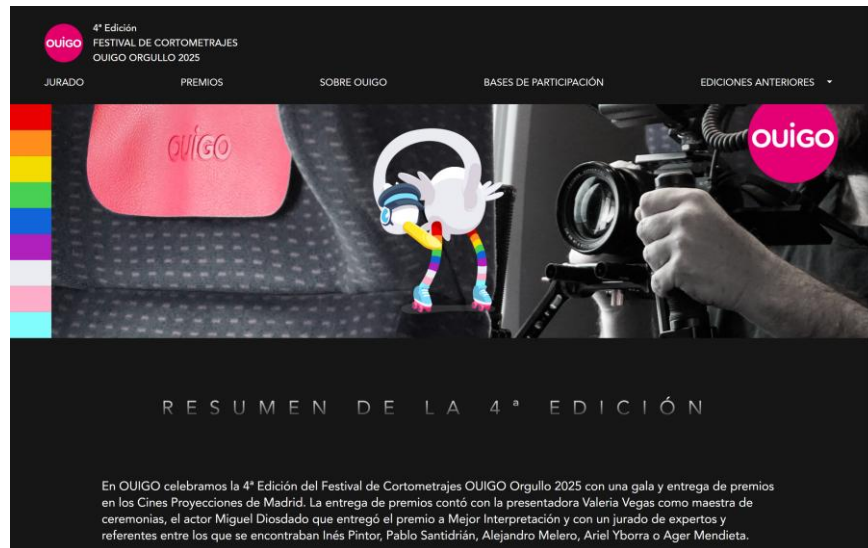 ouigo
4ª Edición
FESTIVAL DE CORTOMETRAJES
OUIGO ORGULLO 2025
JURADO
PREMIOS
SOBRE OUIGO
BASES DE PARTICIPACIÓN
EDICIONES ANTERIORES
ouiGO
ouiGO
RESUMEN DE LA 4ª EDICIÓN
En OUIGO celebramos la 4ª Edición del Festival de Cortometrajes OUIGO Orgullo 2025 con una gala y entrega de premios
en los Cines Proyecciones de Madrid. La entrega de premios contó con la presentadora Valeria Vegas como maestra de
ceremonias, el actor Miguel Diosdado que entregó el premio a Mejor Interpretación y con un jurado de expertos y
referentes entre los que se encontraban Inés Pintor, Pablo Santidrián, Alejandro Melero, Ariel Yborra o Ager Mendieta.